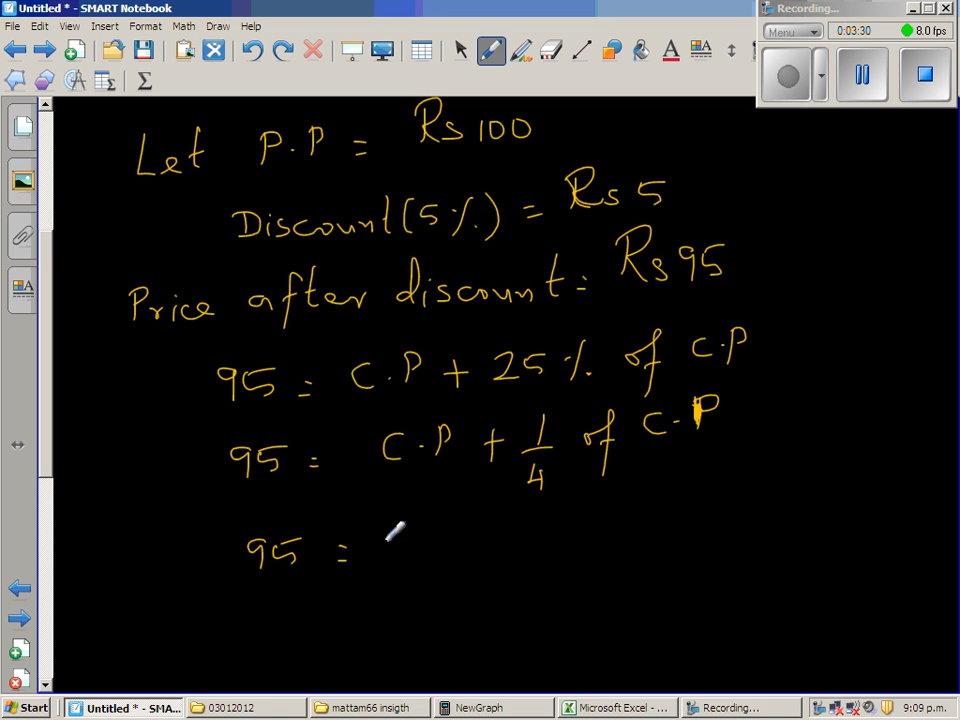 Untitled * - SMART Notebook
Recording...
File Edit View Insert Format Math Draw Help
Menu 0:03:30 8.0 fps
Let P.P = Rs 100
Discount (5%) = Rs 5
Price after discount = Rs 95
95 = C.P + 25 % of C.P
95 = C.P + 1/4 of C.P
95 =
Start Untitled * - SMA... 03012012 mattam66 insigth NewGraph Microsoft Excel - yea... Recording... 9:09 p.m.